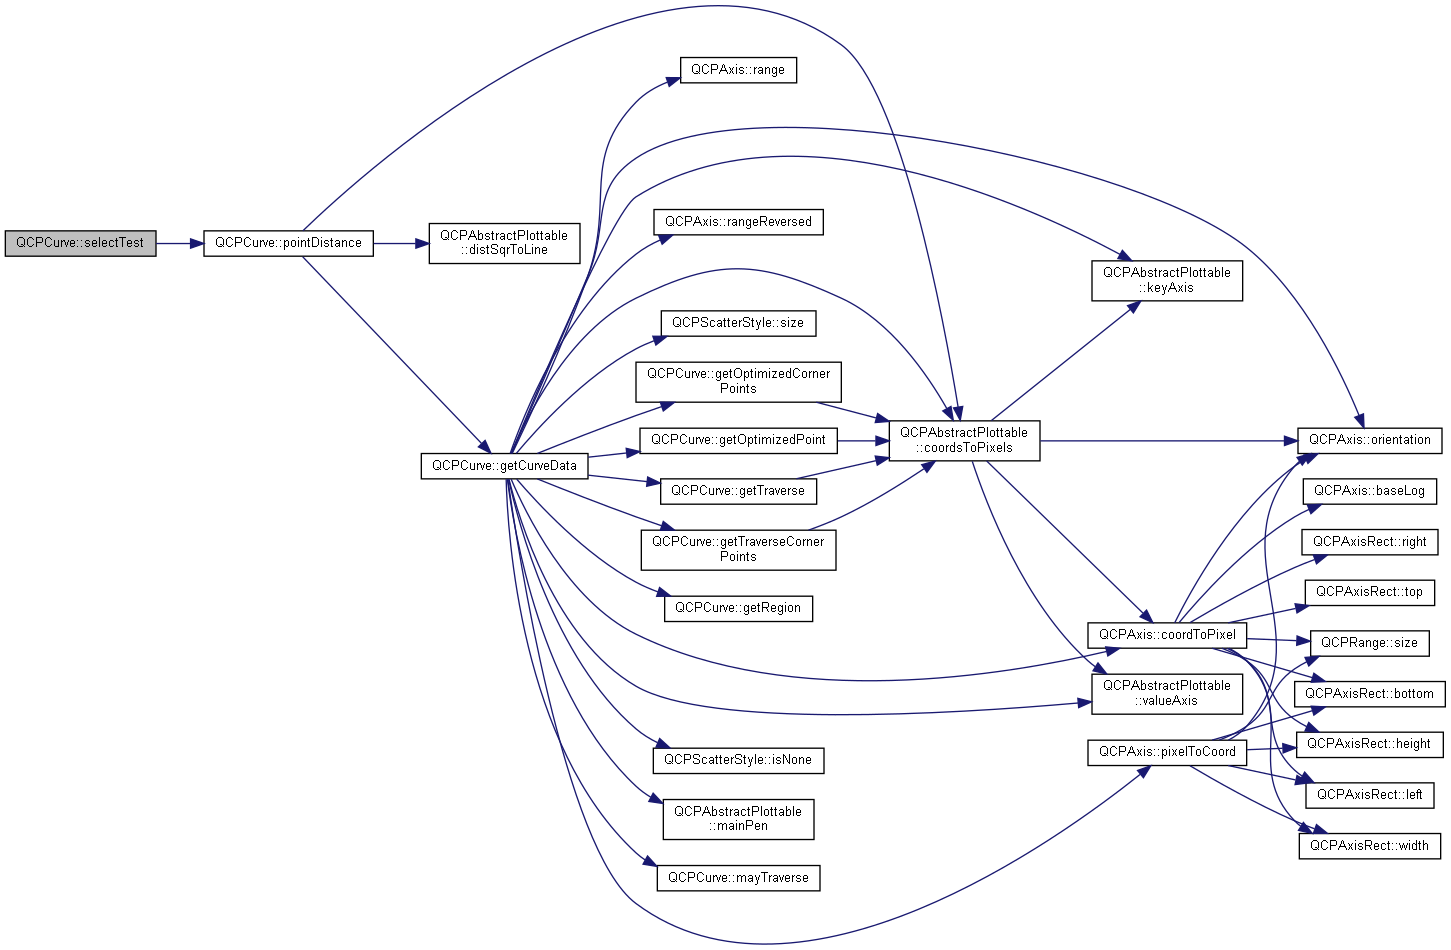 QCPCurve::selectTest
QCPCurve::pointDistance
QCPAbstractPlottable
::distSqrToLine
QCPCurve::getCurveData
QCPAxis::range
QCPAxis::rangeReversed
QCPScatterStyle::size
QCPCurve::getOptimizedCorner
Points
QCPCurve::getOptimizedPoint
QCPCurve::getTraverse
QCPCurve::getTraverseCorner
Points
QCPCurve::getRegion
QCPScatterStyle::isNone
QCPAbstractPlottable
::mainPen
QCPCurve::mayTraverse
QCPAbstractPlottable
::coordsToPixels
QCPAbstractPlottable
::keyAxis
QCPAxis::coordToPixel
QCPAbstractPlottable
::valueAxis
QCPAxis::pixelToCoord
QCPAxis::orientation
QCPAxis::baseLog
QCPAxisRect::right
QCPAxisRect::top
QCPRange::size
QCPAxisRect::bottom
QCPAxisRect::height
QCPAxisRect::left
QCPAxisRect::width